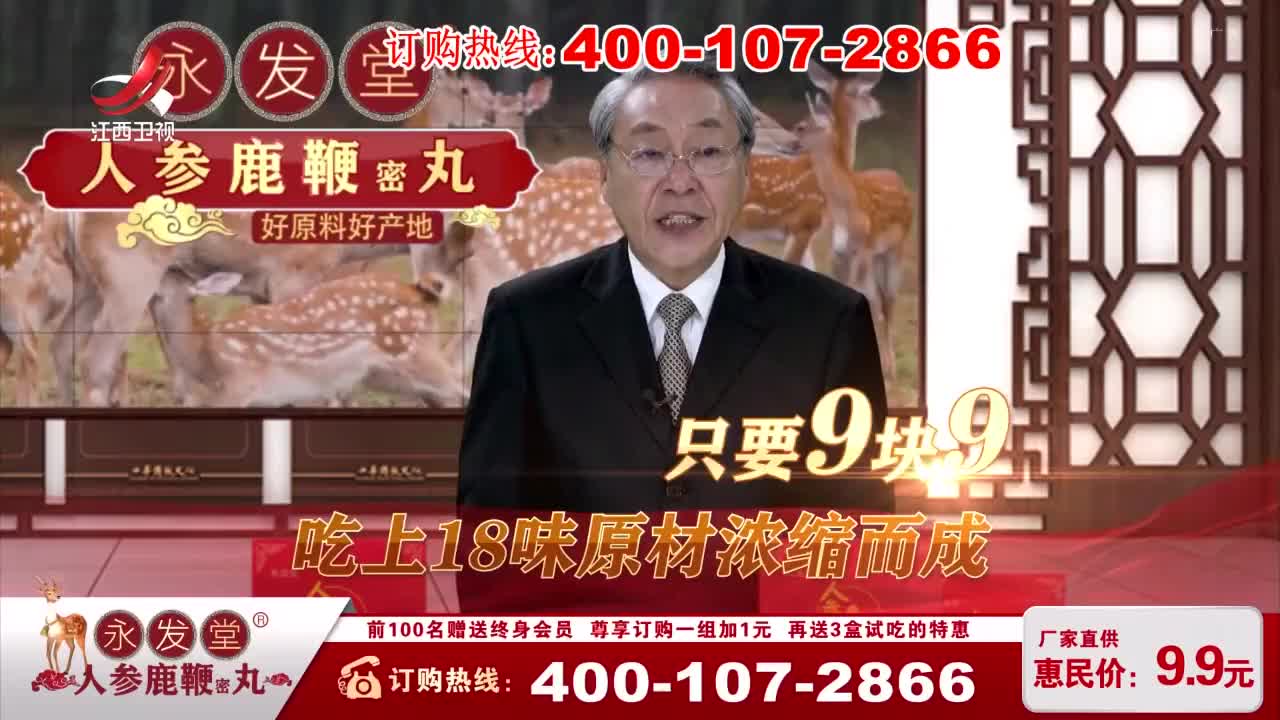 永发堂
订购热线:400-107-2866
江西卫视
人参鹿鞭密丸
好原料好产地
只要9块9
吃上18味原材浓缩而成
永发堂®
人参鹿鞭密丸
前100名赠送终身会员 尊享订购一组加1元 再送3盒试吃的特惠
订购热线:400-107-2866
厂家直供
惠民价:9.9元